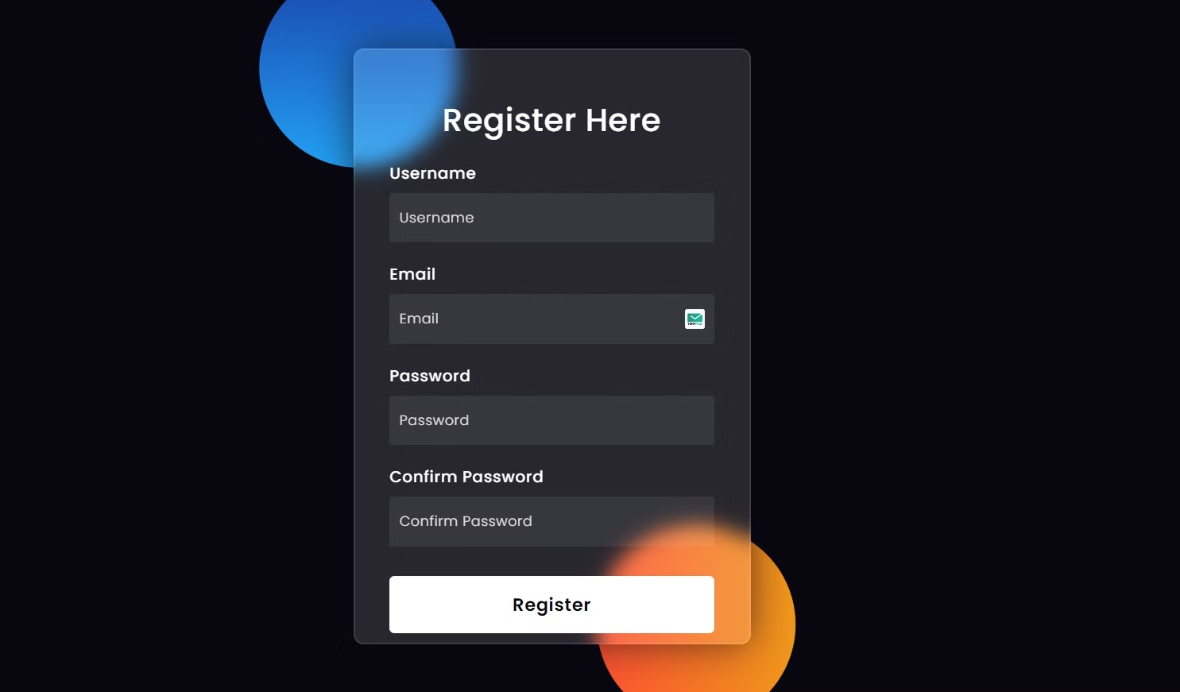 Register Here
Username
Username
Email
Email
Password
Password
Confirm Password
Confirm Password
Register